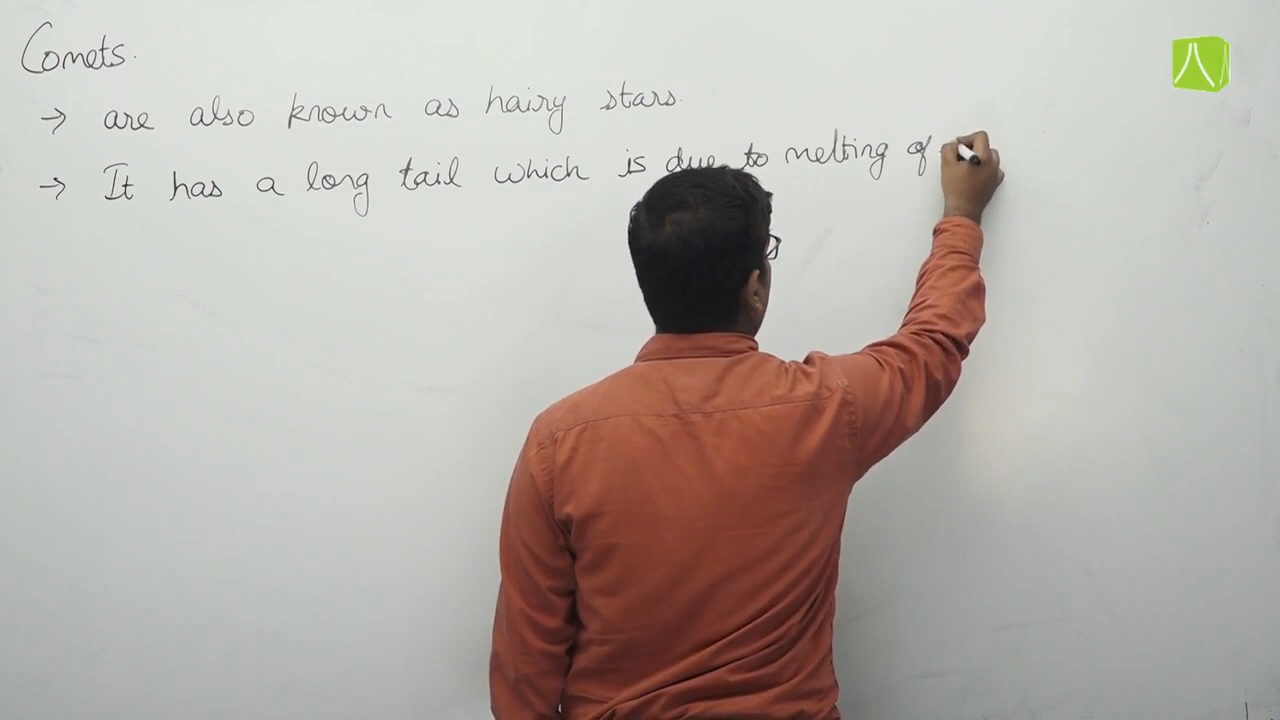 Comets.
→ are also known as hairy stars.
→ It has a long tail which is due to melting of